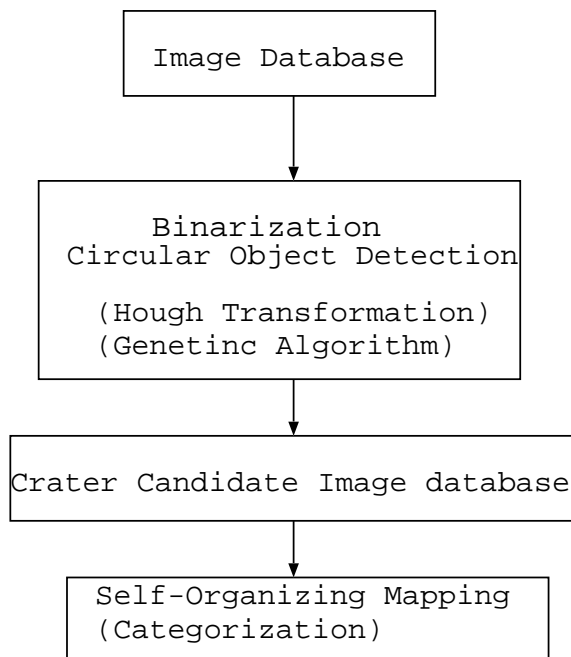 Image Database
Binarization
Circular Object Detection
(Hough Transformation)
(Genetinc Algorithm)
Crater Candidate Image database
Self-Organizing Mapping
(Categorization)